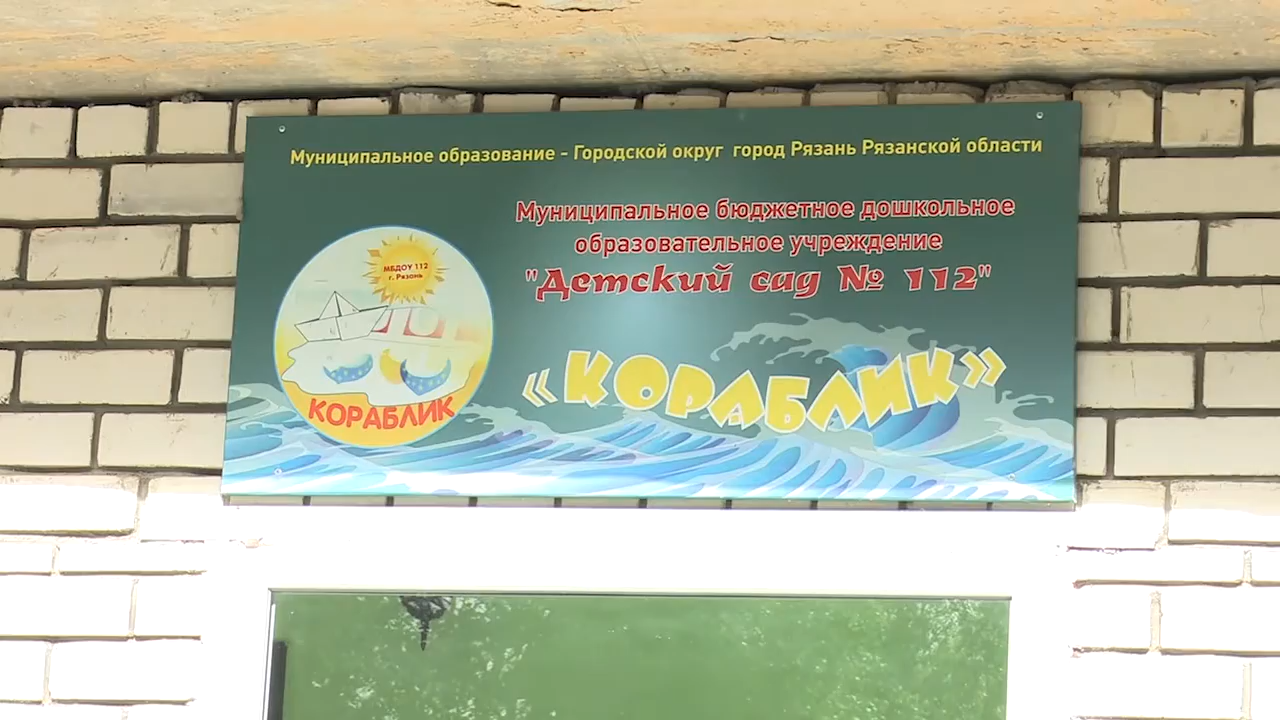 Муниципальное образование - Городской округ город Рязань Рязанской области
Муниципальное бюджетное дошкольное
образовательное учреждение
"Детский сад № 112"
«КОРАБЛИК»
МБДОУ 112
г. Рязань
КОРАБЛИК